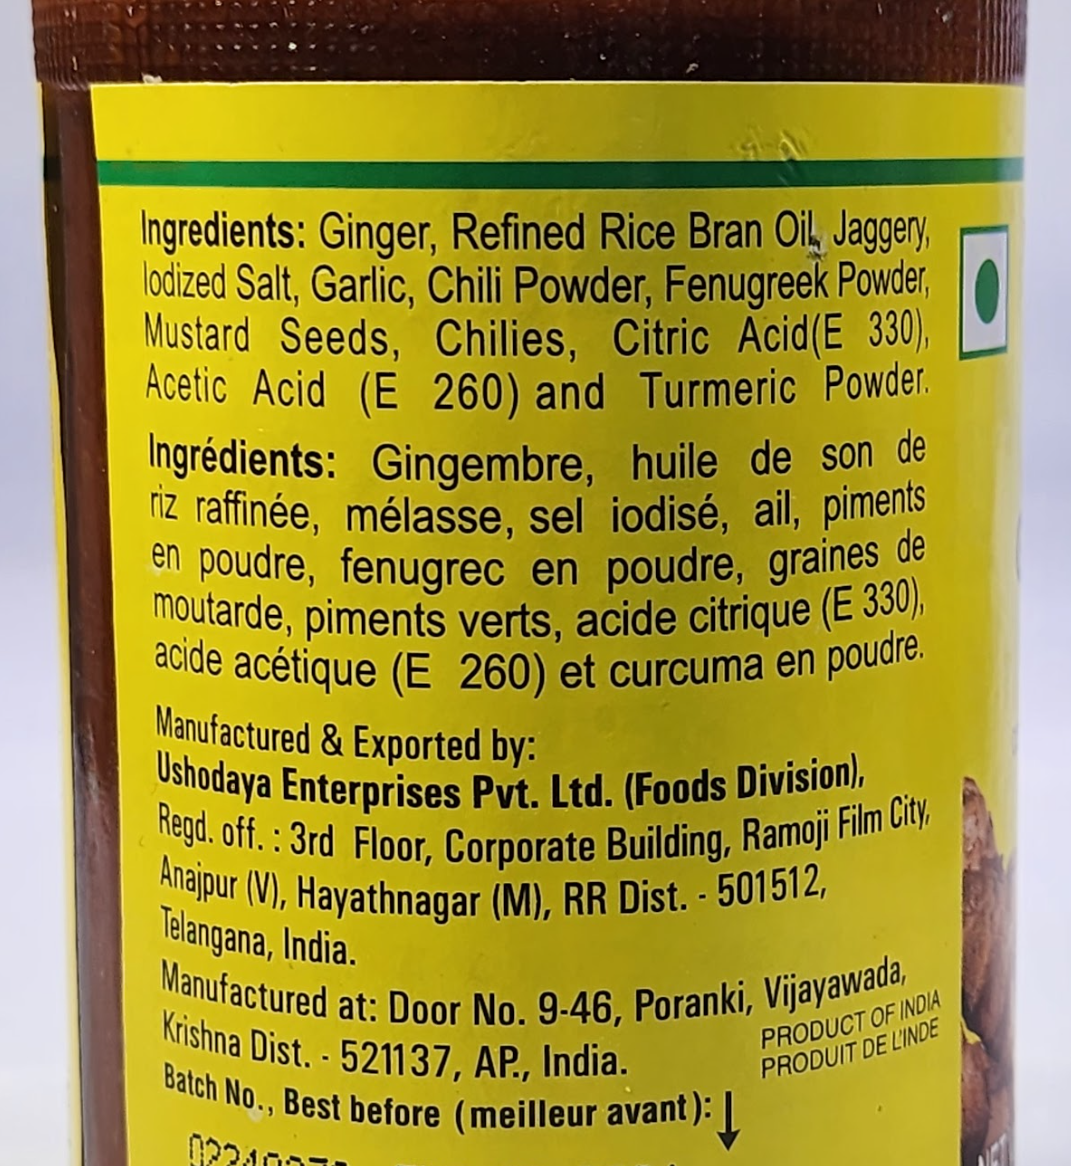 Ingredients: Ginger, Refined Rice Bran Oil, Jaggery,
Iodized Salt, Garlic, Chili Powder, Fenugreek Powder,
Mustard Seeds, Chilies, Citric Acid(E 330),
Acetic Acid (E 260) and Turmeric Powder.
Ingrédients: Gingembre, huile de son de
riz raffinée, mélasse, sel iodisé, ail, piments
en poudre, fenugrec en poudre, graines de
moutarde, piments verts, acide citrique (E 330),
acide acétique (E 260) et curcuma en poudre.
Manufactured & Exported by:
Ushodaya Enterprises Pvt. Ltd. (Foods Division),
Regd. off. : 3rd Floor, Corporate Building, Ramoji Film City,
Anajpur (V), Hayathnagar (M), RR Dist. - 501512,
Telangana, India.
Manufactured at: Door No. 9-46, Poranki, Vijayawada,
Krishna Dist. - 521137, AP., India.
PRODUCT OF INDIA
PRODUIT DE L'INDE
Batch No., Best before (meilleur avant):